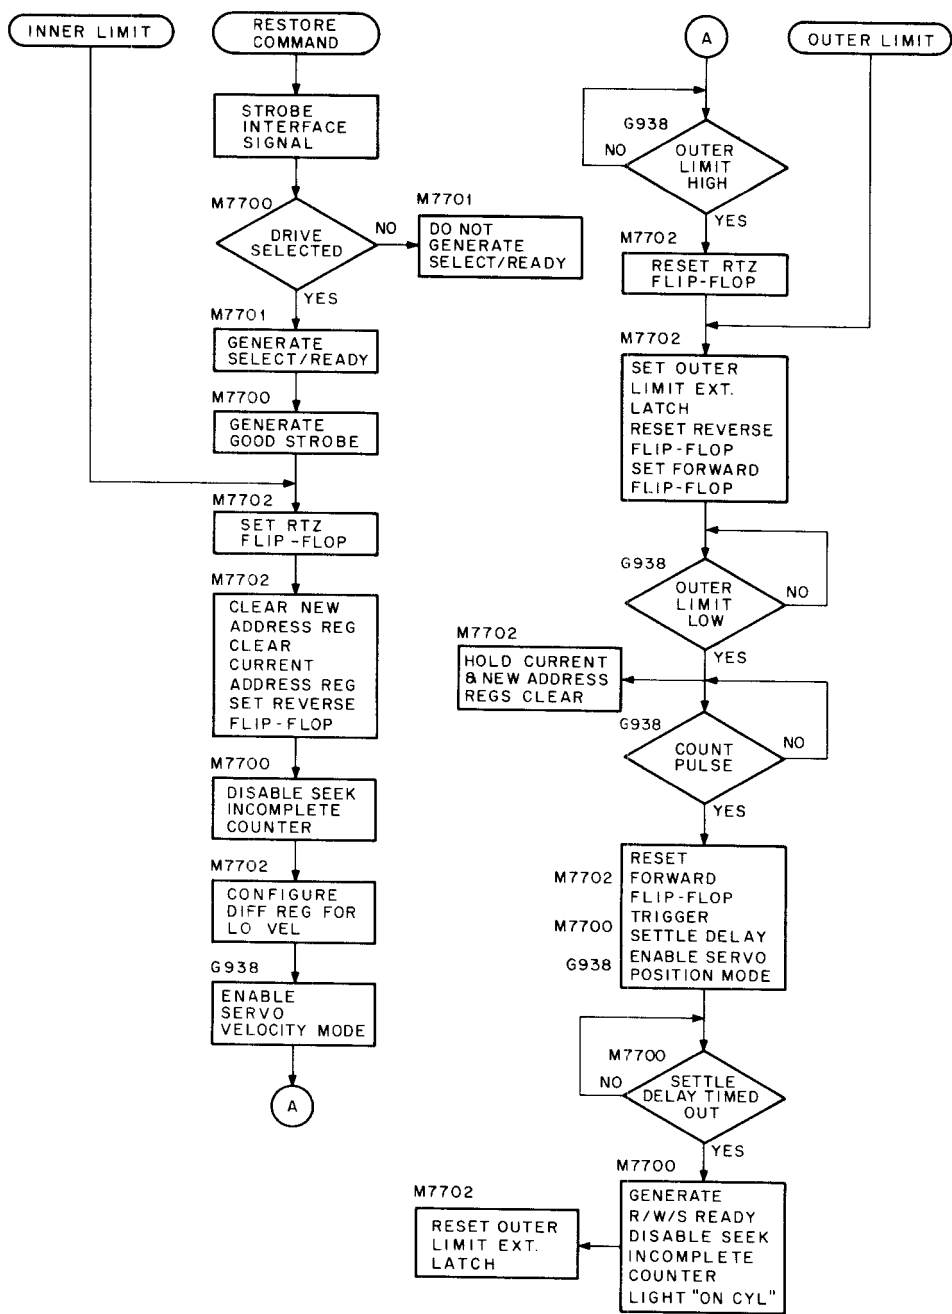 INNER LIMIT
RESTORE
COMMAND
STROBE
INTERFACE
SIGNAL
M7700
DRIVE
SELECTED
NO
M7701
DO NOT
GENERATE
SELECT/READY
YES
M7701
GENERATE
SELECT/READY
M7700
GENERATE
GOOD STROBE
M7702
SET RTZ
FLIP-FLOP
M7702
CLEAR NEW
ADDRESS REG
CLEAR
CURRENT
ADDRESS REG
SET REVERSE
FLIP-FLOP
M7700
DISABLE SEEK
INCOMPLETE
COUNTER
M7702
CONFIGURE
DIFF REG FOR
LO VEL
G938
ENABLE
SERVO
VELOCITY MODE
A
A
OUTER LIMIT
G938
NO
OUTER
LIMIT
HIGH
YES
M7702
RESET RTZ
FLIP-FLOP
M7702
SET OUTER
LIMIT EXT.
LATCH
RESET REVERSE
FLIP-FLOP
SET FORWARD
FLIP-FLOP
G938
OUTER
LIMIT
LOW
NO
YES
M7702
HOLD CURRENT
& NEW ADDRESS
REGS CLEAR
G938
COUNT
PULSE
NO
YES
M7702
RESET
FORWARD
FLIP-FLOP
M7700
TRIGGER
SETTLE DELAY
G938
ENABLE SERVO
POSITION MODE
M7700
NO
SETTLE
DELAY TIMED
OUT
YES
M7700
GENERATE
R/W/S READY
DISABLE SEEK
INCOMPLETE
COUNTER
LIGHT "ON CYL"
M7702
RESET OUTER
LIMIT EXT.
LATCH